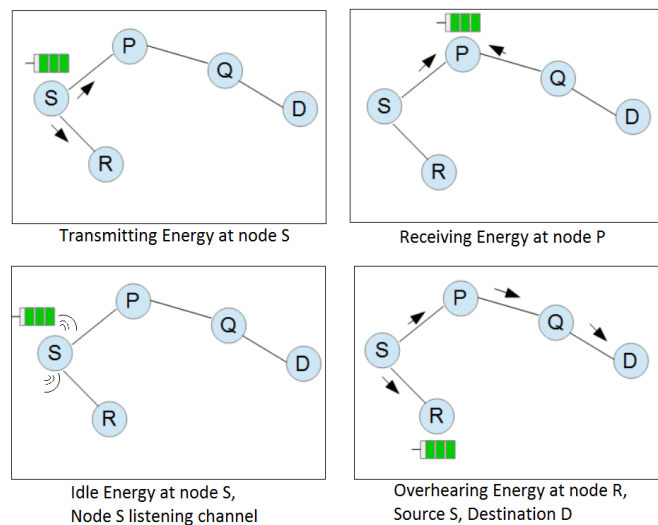 P
Q
S
D
R
Transmitting Energy at node S
P
Q
S
D
R
Receiving Energy at node P
P
Q
S
D
R
Idle Energy at node S,
Node S listening channel
P
Q
S
D
R
Overhearing Energy at node R,
Source S, Destination D